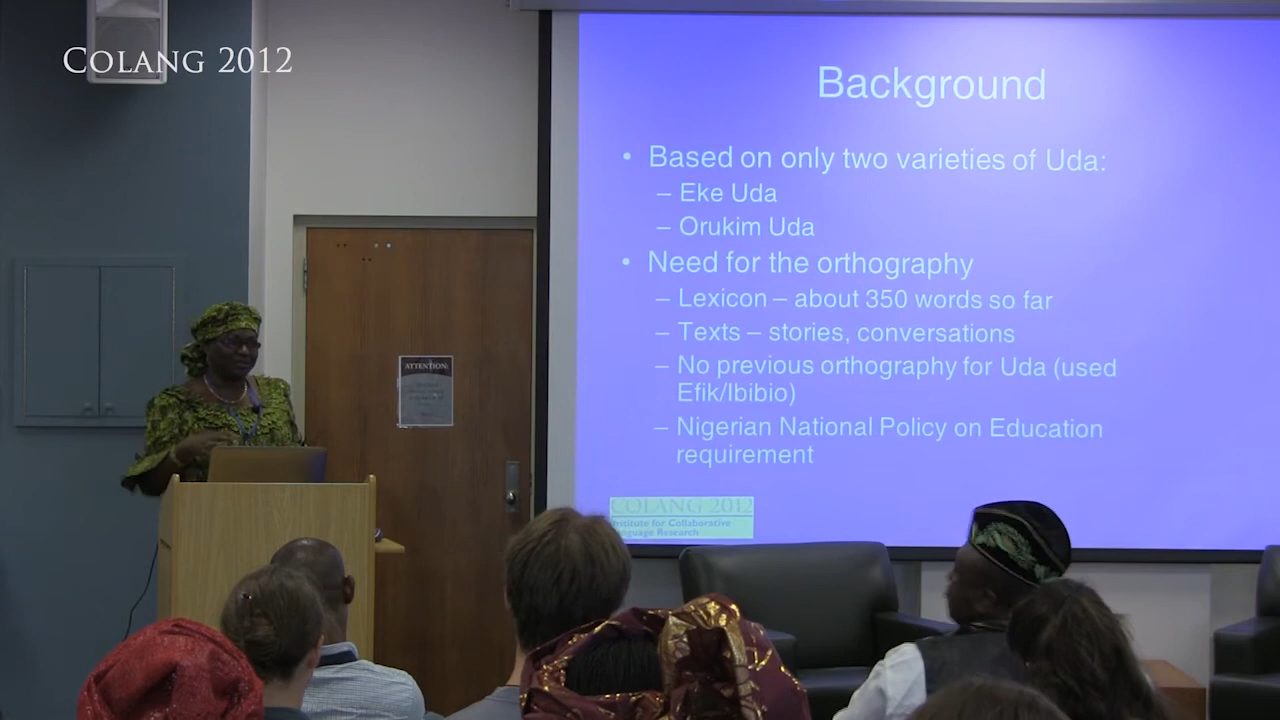 COLANG 2012
Background
• Based on only two varieties of Uda:
– Eke Uda
– Orukim Uda
• Need for the orthography
– Lexicon – about 350 words so far
– Texts – stories, conversations
– No previous orthography for Uda (used
Efik/Ibibio)
– Nigerian National Policy on Education
requirement
COLANG 2012
Institute for Collaborative
Language Research
ATTENTION: